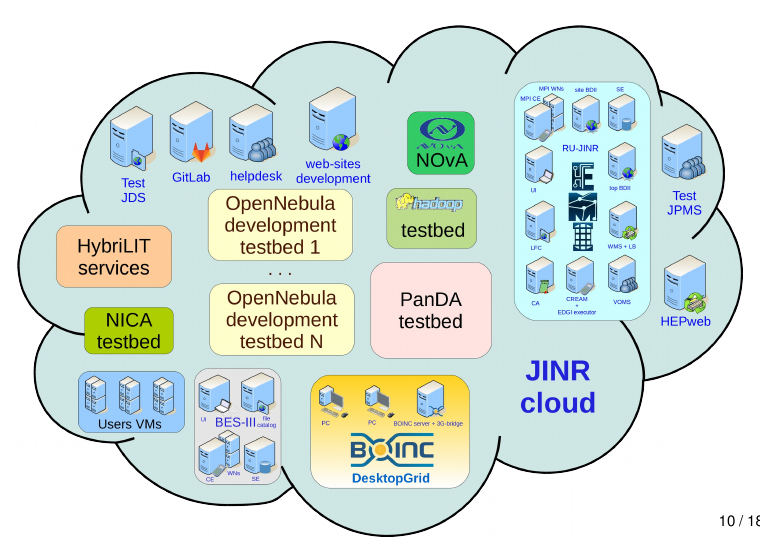 MPI WNs
site BDII
SE
MPI CE
RU-JINR
UI
top BDII
LFC
WMS + LB
CA
CREAM
+
EDGI executor
VOMS
Test
JDS
GitLab
helpdesk
web-sites
development
NOvA
NOvA
Test
JPMS
OpenNebula
development
testbed 1
. . .
OpenNebula
development
testbed N
hadoop
testbed
HybriLIT
services
PanDA
testbed
NICA
testbed
HEPweb
Users VMs
UI
BES-III
file
catalog
CE
WNs
SE
PC
PC
BOINC server + 3G-bridge
BOINC
DesktopGrid
JINR
cloud
10 / 18